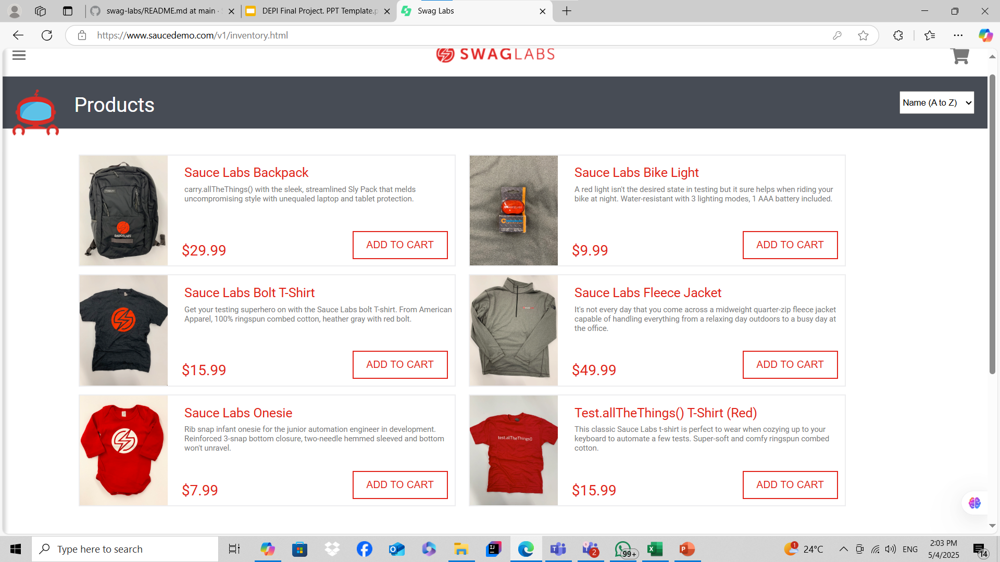 swag-labs/README.md at main ·
DEPI Final Project. PPT Template.p
Swag Labs
https://www.saucedemo.com/v1/inventory.html
SWAGLABS
Products
Name (A to Z)
Sauce Labs Backpack
carry.allTheThings() with the sleek, streamlined Sly Pack that melds
uncompromising style with unequaled laptop and tablet protection.
$29.99
ADD TO CART
SAUCELABS
Sauce Labs Bike Light
A red light isn't the desired state in testing but it sure helps when riding your
bike at night. Water-resistant with 3 lighting modes, 1 AAA battery included.
$9.99
ADD TO CART
SAUCELABS
Sauce Labs Bolt T-Shirt
Get your testing superhero on with the Sauce Labs bolt T-shirt. From American
Apparel, 100% ringspun combed cotton, heather gray with red bolt.
$15.99
ADD TO CART
Sauce Labs Fleece Jacket
It's not every day that you come across a midweight quarter-zip fleece jacket
capable of handling everything from a relaxing day outdoors to a busy day at
the office.
$49.99
ADD TO CART
Sauce Labs Onesie
Rib snap infant onesie for the junior automation engineer in development.
Reinforced 3-snap bottom closure, two-needle hemmed sleeved and bottom
won't unravel.
$7.99
ADD TO CART
test.allTheThings()
Test.allTheThings() T-Shirt (Red)
This classic Sauce Labs t-shirt is perfect to wear when cozying up to your
keyboard to automate a few tests. Super-soft and comfy ringspun combed
cotton.
$15.99
ADD TO CART
Type here to search
2
99+
1
24°C
ENG
2:03 PM
5/4/2025
14